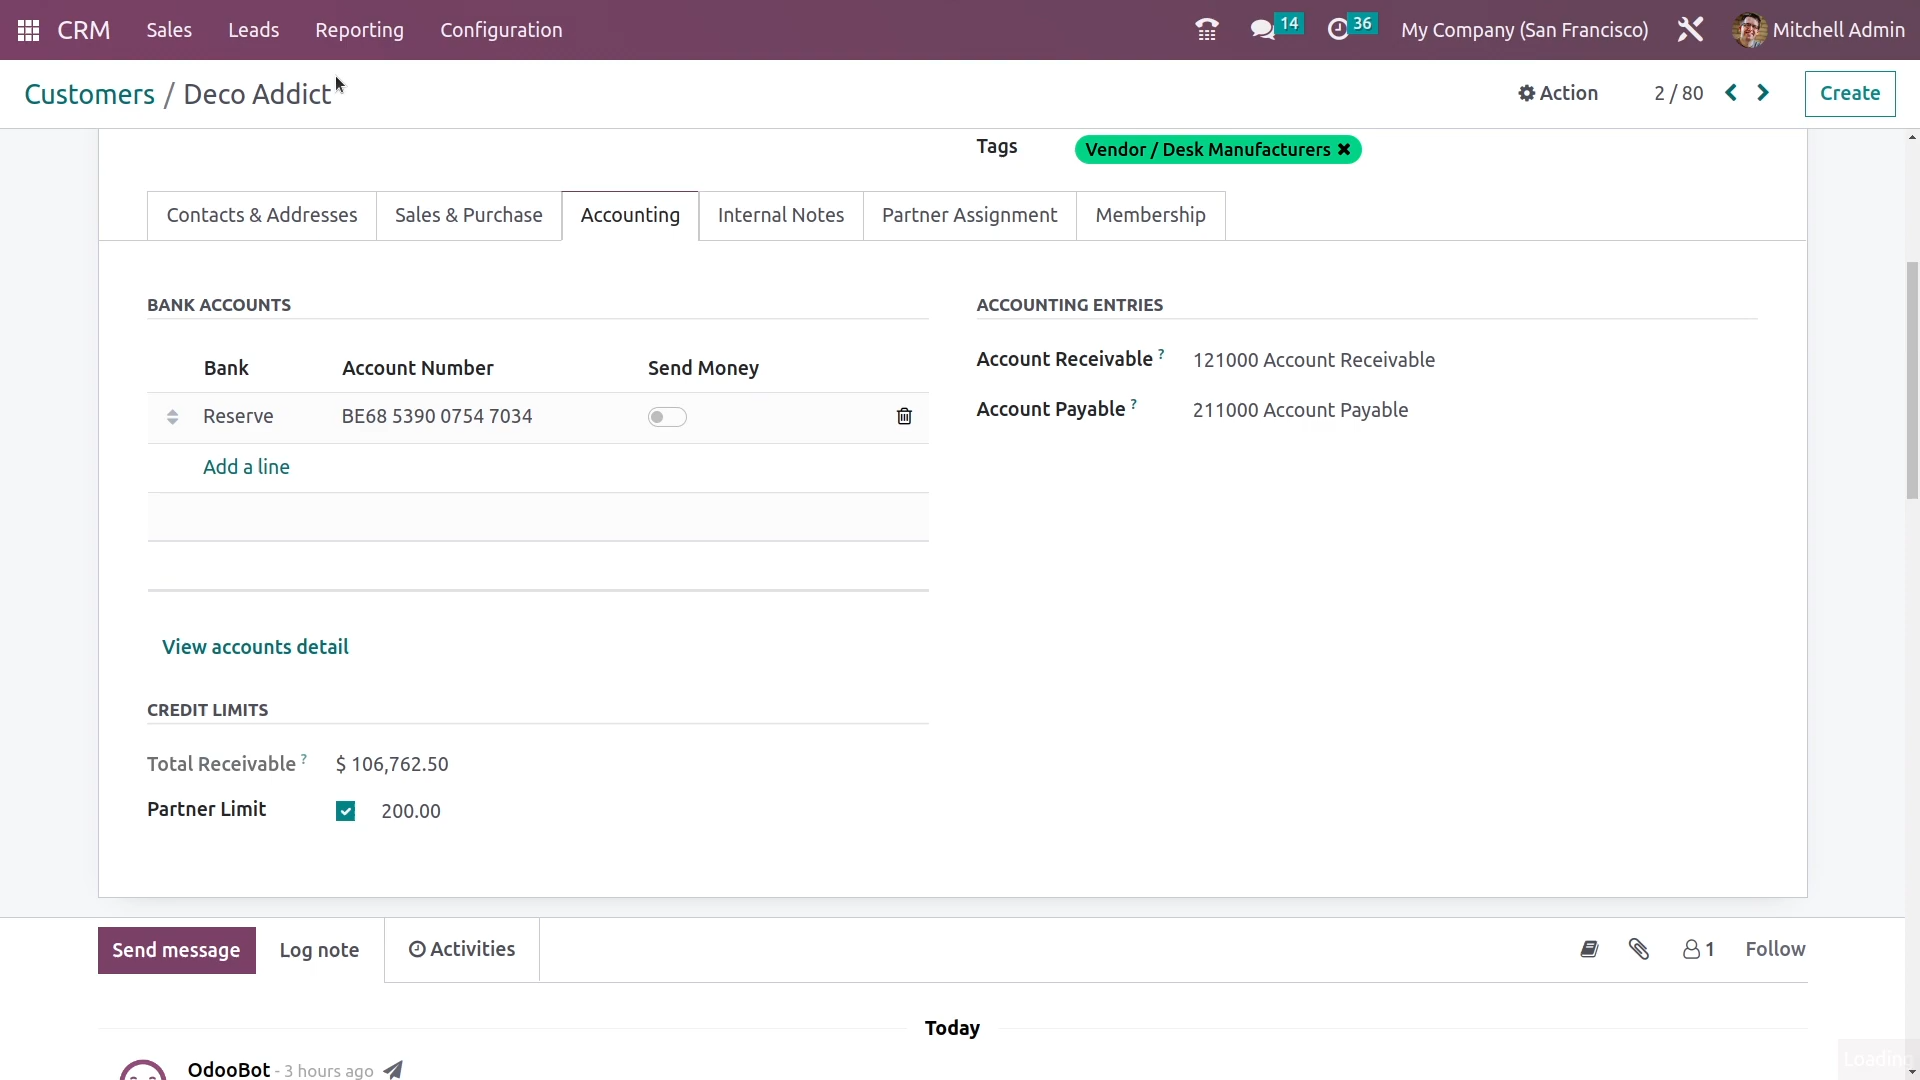 CRM Sales Leads Reporting Configuration 14 36 My Company (San Francisco) Mitchell Admin
Customers / Deco Addict Action 2 / 80 Create
Tags Vendor / Desk Manufacturers ✖
Contacts & Addresses Sales & Purchase Accounting Internal Notes Partner Assignment Membership
BANK ACCOUNTS
Bank Account Number Send Money
Reserve BE68 5390 0754 7034
Add a line
View accounts detail
CREDIT LIMITS
Total Receivable ? $ 106,762.50
Partner Limit 200.00
ACCOUNTING ENTRIES
Account Receivable ? 121000 Account Receivable
Account Payable ? 211000 Account Payable
Send message Log note Activities 1 Follow
Today
OdooBot - 3 hours ago
Loading